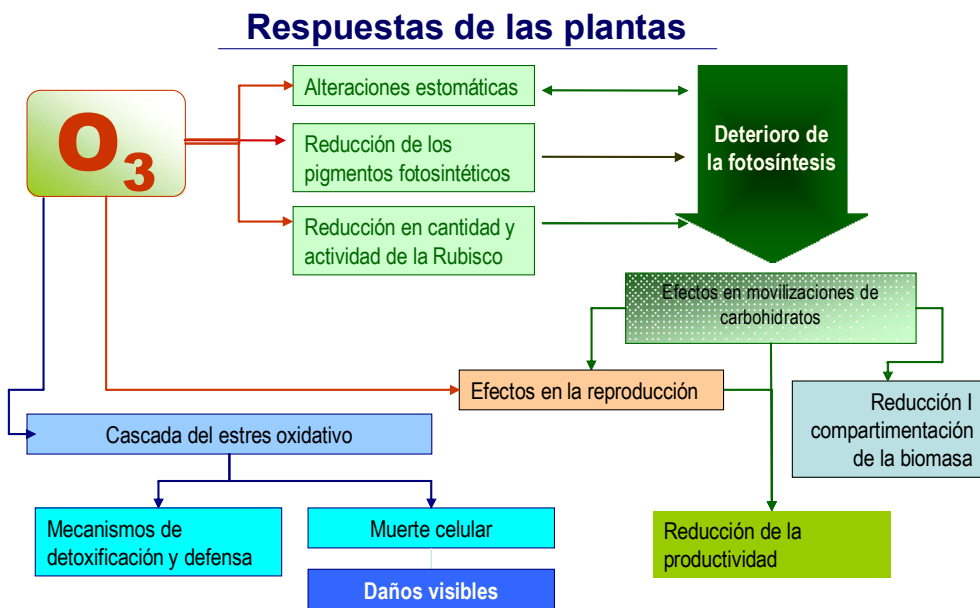 Respuestas de las plantas
O3
Alteraciones estomáticas
Reducción de los
pigmentos fotosintéticos
Reducción en cantidad y
actividad de la Rubisco
Deterioro de
la fotosíntesis
Efectos en movilizaciones de
carbohidratos
Efectos en la reproducción
Reducción I
compartimentación
de la biomasa
Cascada del estres oxidativo
Mecanismos de
detoxificación y defensa
Muerte celular
Daños visibles
Reducción de la
productividad